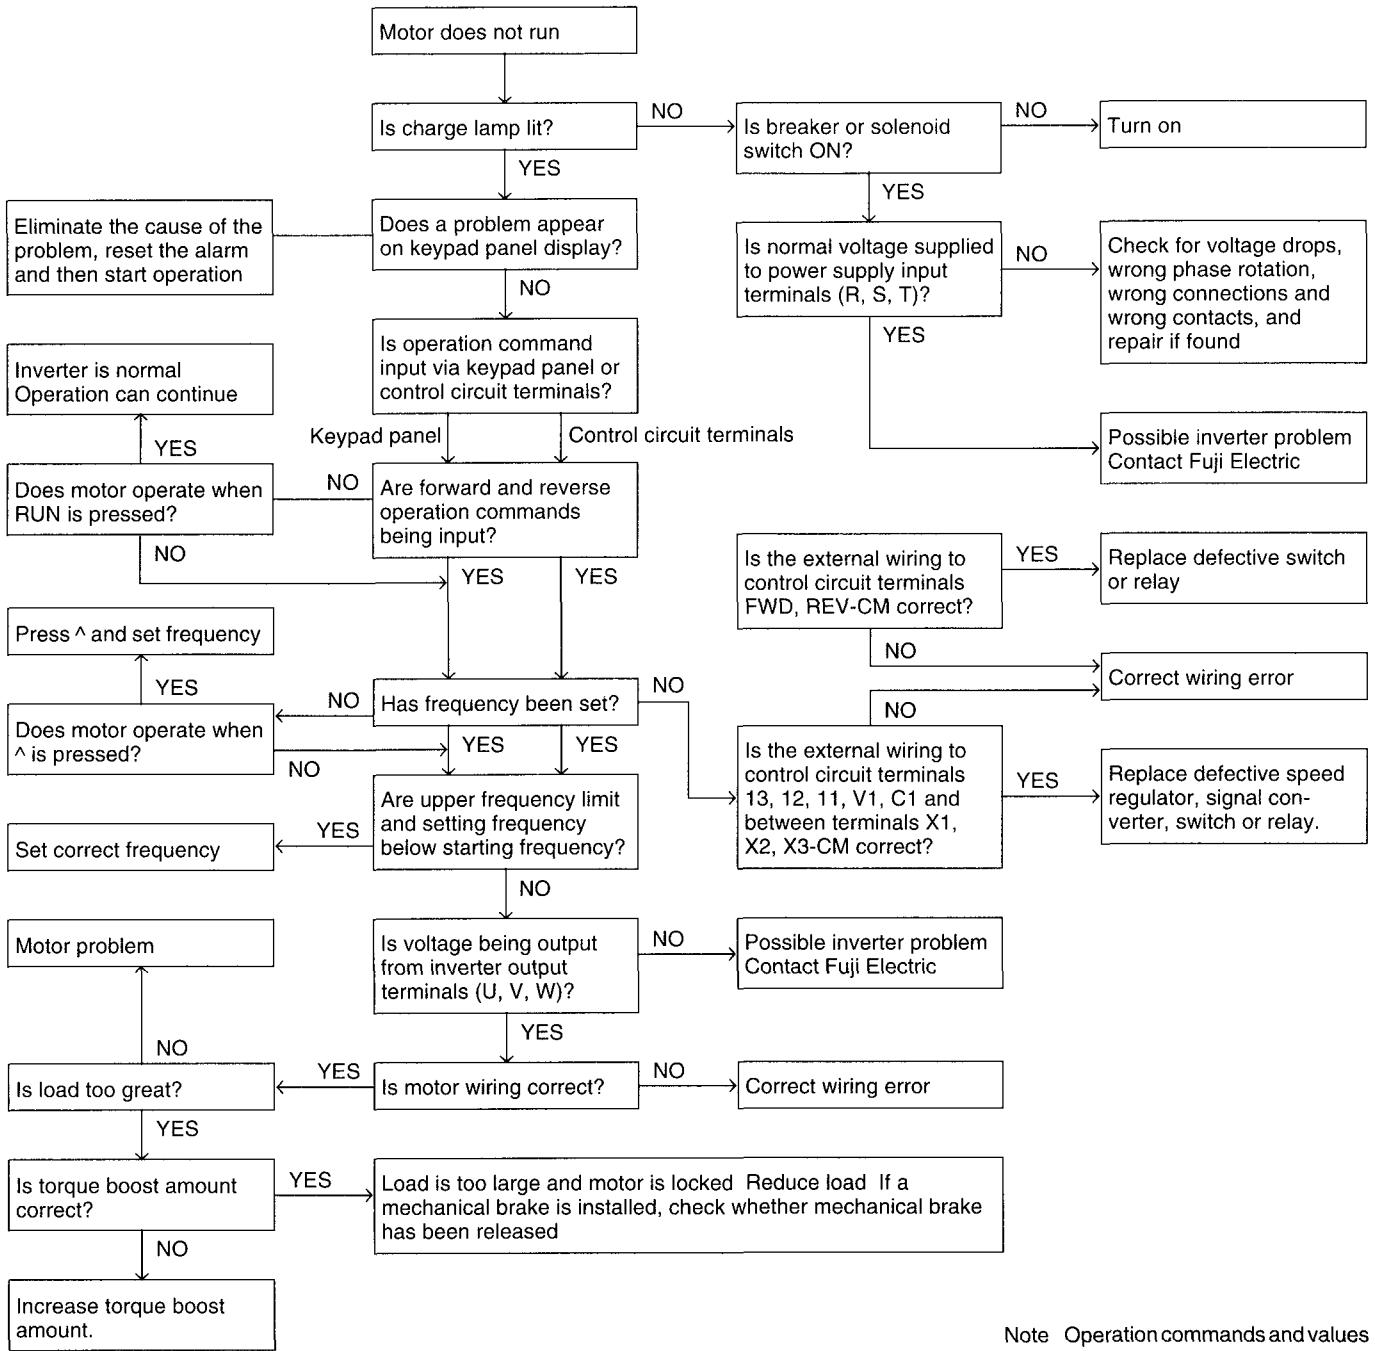 Motor does not run
Is charge lamp lit?
NO
Is breaker or solenoid
switch ON?
NO
Turn on
YES
YES
Eliminate the cause of the
problem, reset the alarm
and then start operation
Does a problem appear
on keypad panel display?
NO
Is normal voltage supplied
to power supply input
terminals (R, S, T)?
NO
Check for voltage drops,
wrong phase rotation,
wrong connections and
wrong contacts, and
repair if found
YES
Possible inverter problem
Contact Fuji Electric
Is operation command
input via keypad panel or
control circuit terminals?
Keypad panel
Control circuit terminals
Inverter is normal
Operation can continue
YES
Does motor operate when
RUN is pressed?
NO
NO
Are forward and reverse
operation commands
being input?
YES
YES
Is the external wiring to
control circuit terminals
FWD, REV-CM correct?
YES
Replace defective switch
or relay
NO
Correct wiring error
Press ^ and set frequency
YES
Does motor operate when
^ is pressed?
NO
NO
Has frequency been set?
NO
YES
YES
NO
Is the external wiring to
control circuit terminals
13, 12, 11, V1, C1 and
between terminals X1,
X2, X3-CM correct?
YES
Replace defective speed
regulator, signal con-
verter, switch or relay.
Are upper frequency limit
and setting frequency
below starting frequency?
YES
Set correct frequency
NO
Is voltage being output
from inverter output
terminals (U, V, W)?
NO
Possible inverter problem
Contact Fuji Electric
YES
Motor problem
NO
Is load too great?
YES
Is motor wiring correct?
NO
Correct wiring error
YES
Is torque boost amount
correct?
YES
Load is too large and motor is locked Reduce load If a
mechanical brake is installed, check whether mechanical brake
has been released
NO
Increase torque boost
amount.
Note Operation commands and values